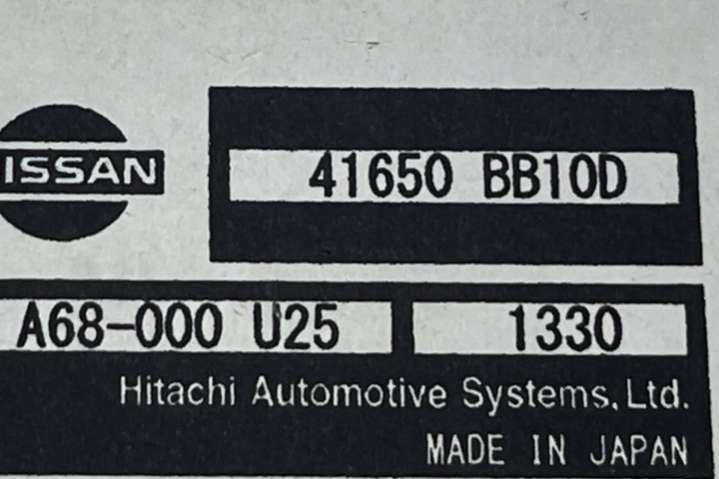 NISSAN
41650 BB10D
A68-000 U25
1330
Hitachi Automotive Systems, Ltd.
MADE IN JAPAN